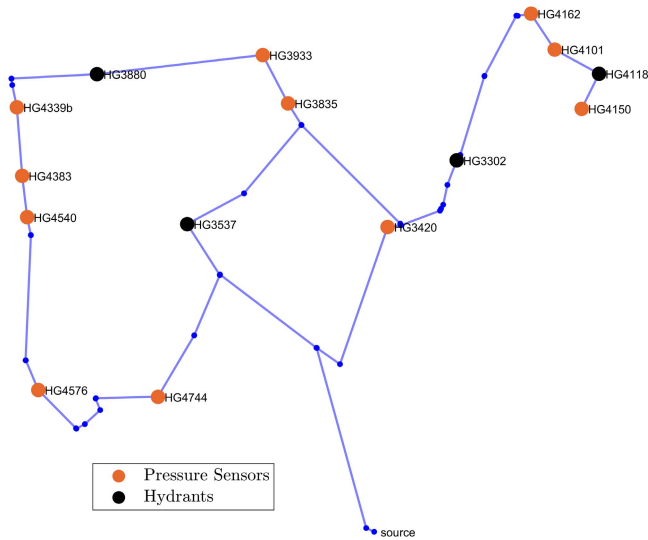 HG4162
HG4101
HG3933
HG3880
HG4118
HG4339b
HG3835
HG4150
HG3302
HG4383
HG4540
HG3537
HG3420
HG4576
HG4744
Pressure Sensors
Hydrants
source